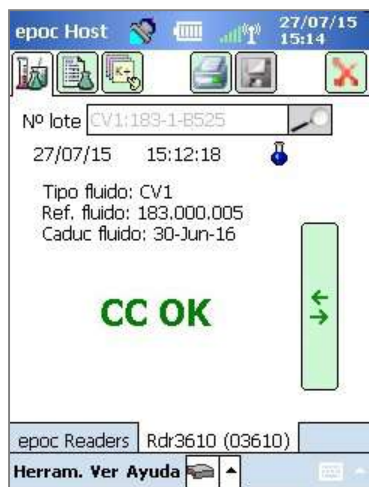 epoc Host 27/07/15
15:14
K+
Nº lote CV1:183-1-B525
27/07/15 15:12:18
Tipo fluido: CV1
Ref. fluido: 183.000.005
Caduc fluido: 30-Jun-16
CC OK
epoc Readers Rdr3610 (03610)
Herram. Ver Ayuda